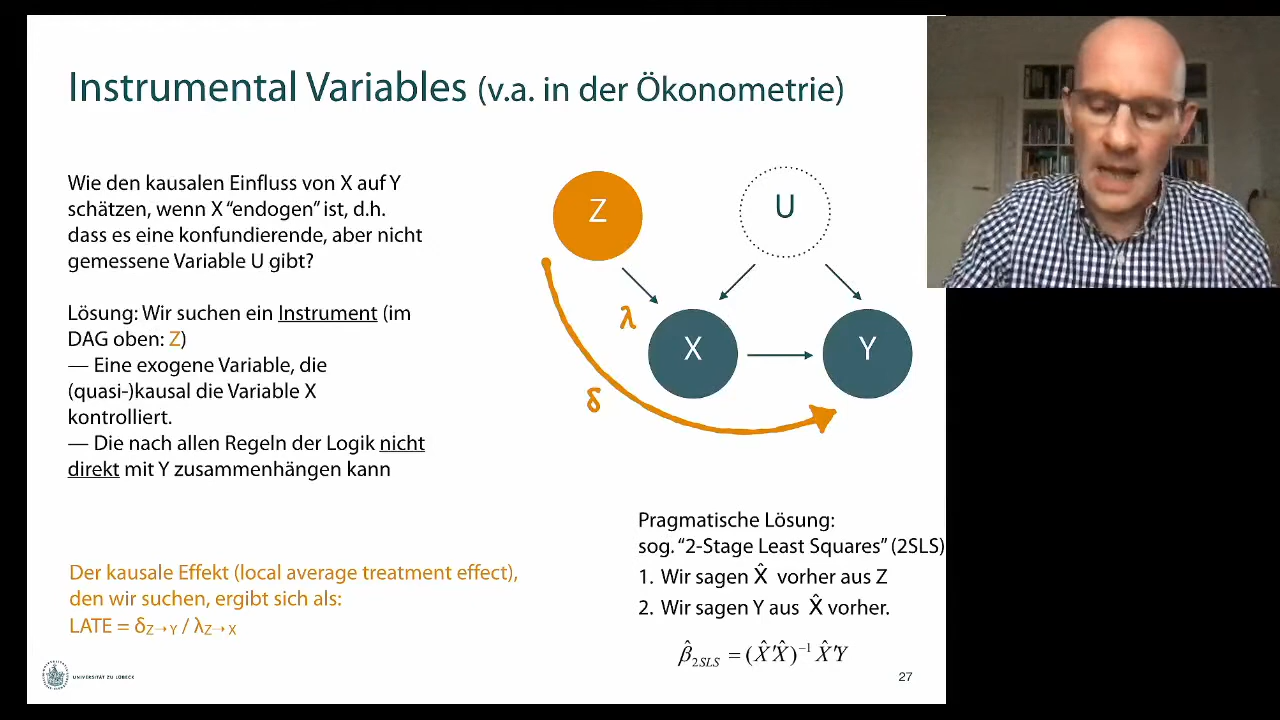 Instrumental Variables (v.a. in der Ökonometrie)
Wie den kausalen Einfluss von X auf Y
schätzen, wenn X “endogen” ist, d.h.
dass es eine konfundierende, aber nicht
gemessene Variable U gibt?
Lösung: Wir suchen ein Instrument (im
DAG oben: Z)
— Eine exogene Variable, die
(quasi-)kausal die Variable X
kontrolliert.
— Die nach allen Regeln der Logik nicht
direkt mit Y zusammenhängen kann
Der kausale Effekt (local average treatment effect),
den wir suchen, ergibt sich als:
LATE = δZ→Y / λZ→X
Z
U
λ
X
Y
δ
Pragmatische Lösung:
sog. “2-Stage Least Squares” (2SLS)
1. Wir sagen X̂ vorher aus Z
2. Wir sagen Y aus X̂ vorher.
β̂2SLS = (X̂'X̂)⁻¹ X̂'Y
UNIVERSITÄT ZU LÜBECK
27